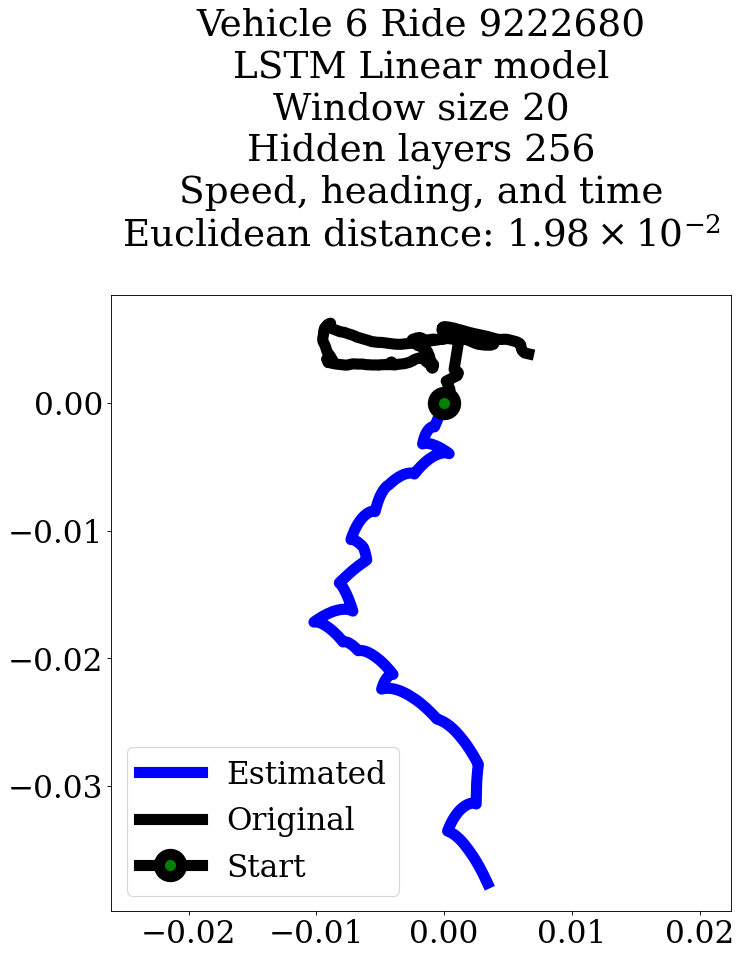 Vehicle 6 Ride 9222680
LSTM Linear model
Window size 20
Hidden layers 256
Speed, heading, and time
Euclidean distance: 1.98 × 10⁻²
0.00
−0.01
−0.02
−0.03
Estimated
Original
Start
−0.02 −0.01 0.00 0.01 0.02